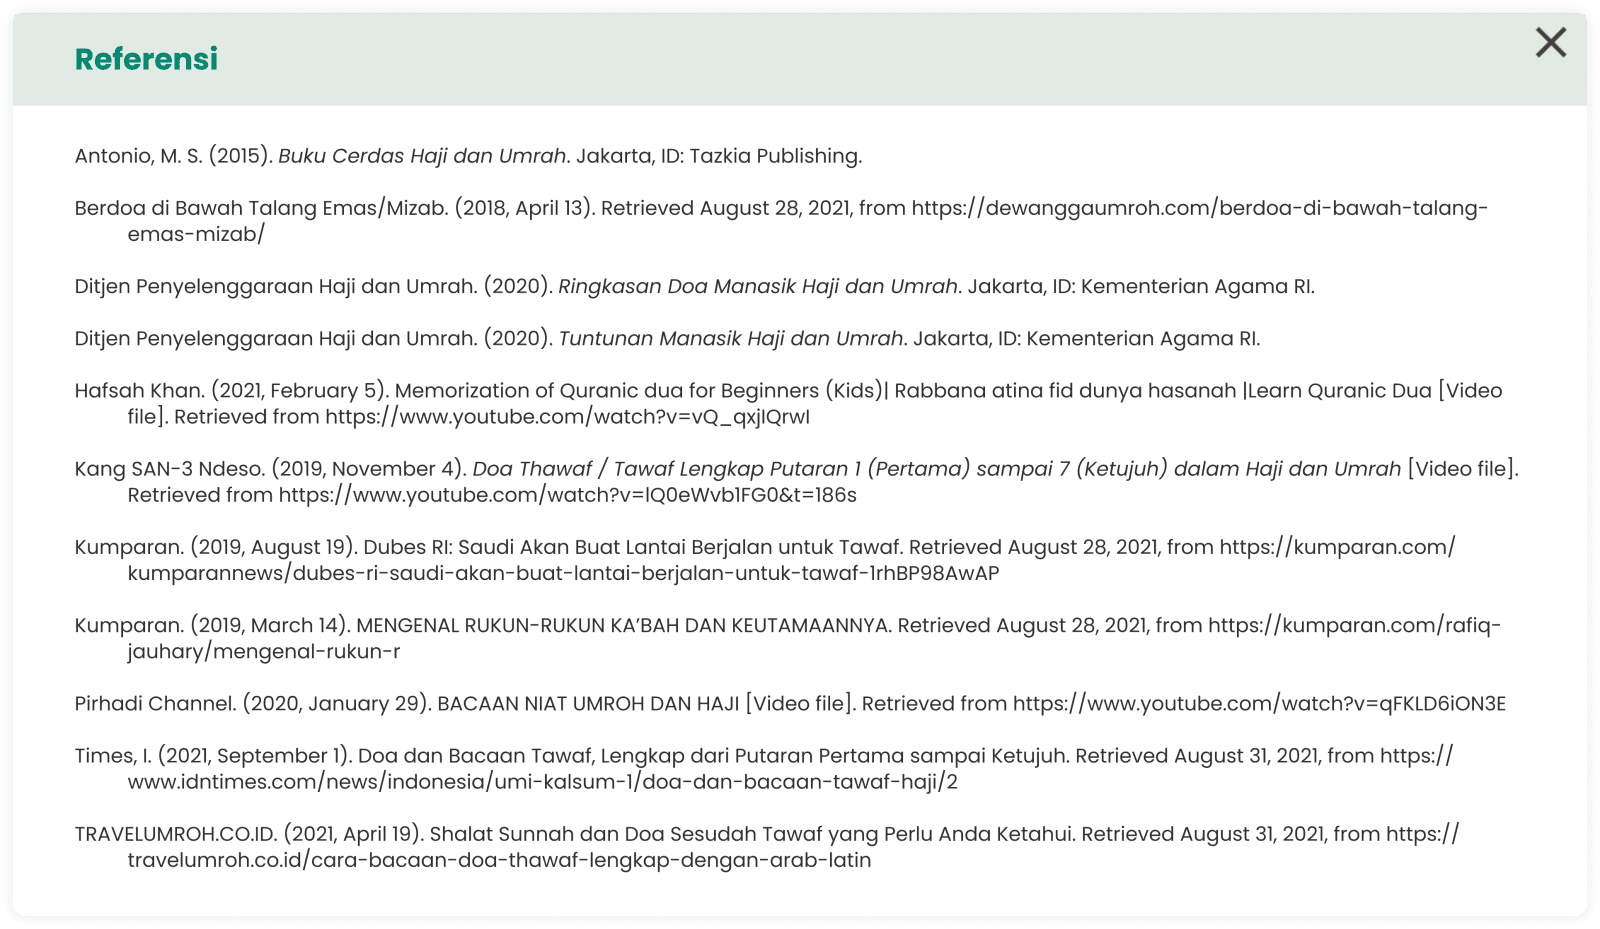 Referensi
Antonio, M. S. (2015). Buku Cerdas Haji dan Umrah. Jakarta, ID: Tazkia Publishing.
Berdoa di Bawah Talang Emas/Mizab. (2018, April 13). Retrieved August 28, 2021, from https://dewanggaumroh.com/berdoa-di-bawah-talang-
emas-mizab/
Ditjen Penyelenggaraan Haji dan Umrah. (2020). Ringkasan Doa Manasik Haji dan Umrah. Jakarta, ID: Kementerian Agama RI.
Ditjen Penyelenggaraan Haji dan Umrah. (2020). Tuntunan Manasik Haji dan Umrah. Jakarta, ID: Kementerian Agama RI.
Hafsah Khan. (2021, February 5). Memorization of Quranic dua for Beginners (Kids)| Rabbana atina fid dunya hasanah |Learn Quranic Dua [Video
file]. Retrieved from https://www.youtube.com/watch?v=vQ_qxjIQrwI
Kang SAN-3 Ndeso. (2019, November 4). Doa Thawaf / Tawaf Lengkap Putaran 1 (Pertama) sampai 7 (Ketujuh) dalam Haji dan Umrah [Video file].
Retrieved from https://www.youtube.com/watch?v=lQ0eWvb1FG0&t=186s
Kumparan. (2019, August 19). Dubes RI: Saudi Akan Buat Lantai Berjalan untuk Tawaf. Retrieved August 28, 2021, from https://kumparan.com/
kumparannews/dubes-ri-saudi-akan-buat-lantai-berjalan-untuk-tawaf-1rhBP98AwAP
Kumparan. (2019, March 14). MENGENAL RUKUN-RUKUN KA’BAH DAN KEUTAMAANNYA. Retrieved August 28, 2021, from https://kumparan.com/rafiq-
jauhary/mengenal-rukun-r
Pirhadi Channel. (2020, January 29). BACAAN NIAT UMROH DAN HAJI [Video file]. Retrieved from https://www.youtube.com/watch?v=qFKLD6iON3E
Times, I. (2021, September 1). Doa dan Bacaan Tawaf, Lengkap dari Putaran Pertama sampai Ketujuh. Retrieved August 31, 2021, from https://
www.idntimes.com/news/indonesia/umi-kalsum-1/doa-dan-bacaan-tawaf-haji/2
TRAVELUMROH.CO.ID. (2021, April 19). Shalat Sunnah dan Doa Sesudah Tawaf yang Perlu Anda Ketahui. Retrieved August 31, 2021, from https://
travelumroh.co.id/cara-bacaan-doa-thawaf-lengkap-dengan-arab-latin